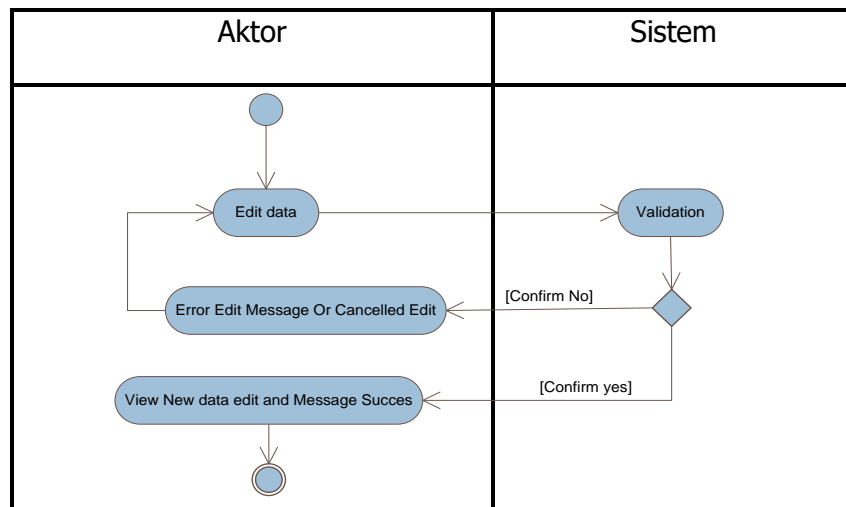 Aktor
Sistem
Edit data
Validation
[Confirm No]
Error Edit Message Or Cancelled Edit
[Confirm yes]
View New data edit and Message Succes